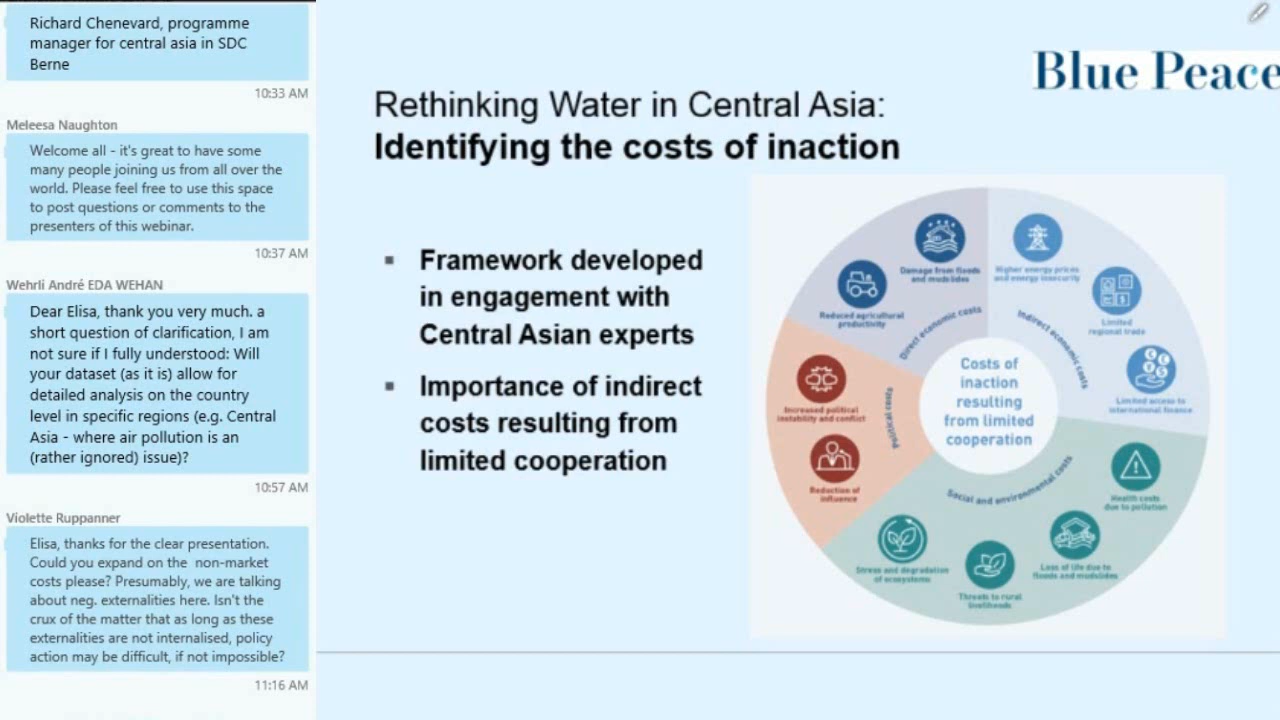 Richard Chenevard, programme
manager for central asia in SDC
Berne
10:33 AM
Meleesa Naughton
Welcome all - it's great to have some
many people joining us from all over the
world. Please feel free to use this space
to post questions or comments to the
presenters of this webinar.
10:37 AM
Wehrli André EDA WEHAN
Dear Elisa, thank you very much. a
short question of clarification, I am
not sure if I fully understood: Will
your dataset (as it is) allow for
detailed analysis on the country
level in specific regions (e.g. Central
Asia - where air pollution is an
(rather ignored) issue)?
10:57 AM
Violette Ruppanner
Elisa, thanks for the clear presentation.
Could you expand on the non-market
costs please? Presumably, we are talking
about neg. externalities here. Isn't the
crux of the matter that as long as these
externalities are not internalised, policy
action may be difficult, if not impossible?
11:16 AM
Blue Peace
Rethinking Water in Central Asia:
Identifying the costs of inaction
▪ Framework developed
in engagement with
Central Asian experts
▪ Importance of indirect
costs resulting from
limited cooperation
Damage from floods
and mudslides
Reduced agricultural
productivity
Direct economic costs
Higher energy prices
and energy insecurity
Limited
regional trade
Limited access to
international finance
Indirect economic costs
Costs of
inaction
resulting
from limited
cooperation
Increased political
instability and conflict
Reduction of
influence
Political costs
Social and environmental costs
Health costs
due to pollution
Loss of life due to
floods and mudslides
Threats to rural
livelihoods
Stress and degradation
of ecosystems